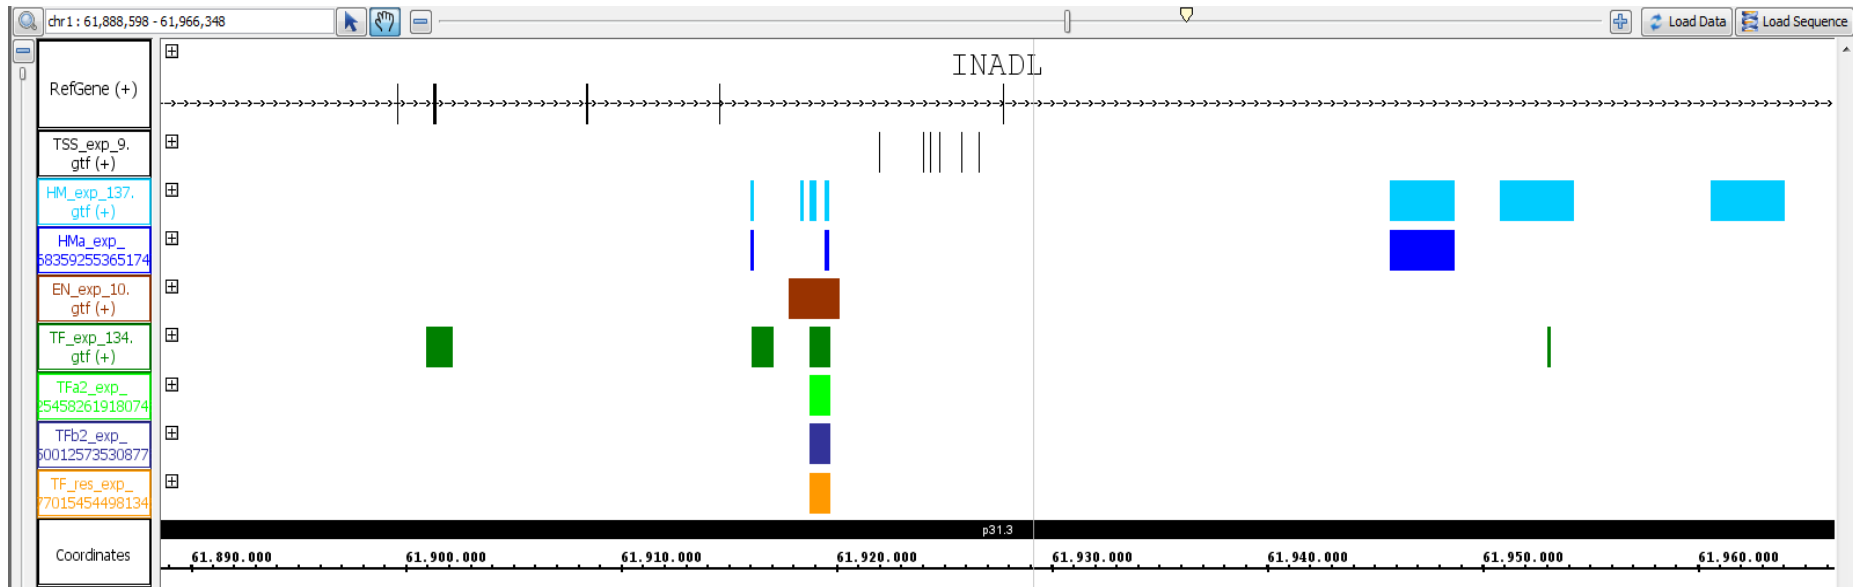 chr1 : 61,888,598 - 61,966,348
Load Data
Load Sequence
RefGene (+)
INADL
TSS_exp_9.
gtf (+)
HM_exp_137.
gtf (+)
HMa_exp_
68359255365174
EN_exp_10.
gtf (+)
TF_exp_134.
gtf (+)
TFa2_exp_
25458261918074
TFb2_exp_
60012573530877
TF_res_exp_
77015454498134
p31.3
Coordinates
61.890.000 61.900.000 61.910.000 61.920.000 61.930.000 61.940.000 61.950.000 61.960.000